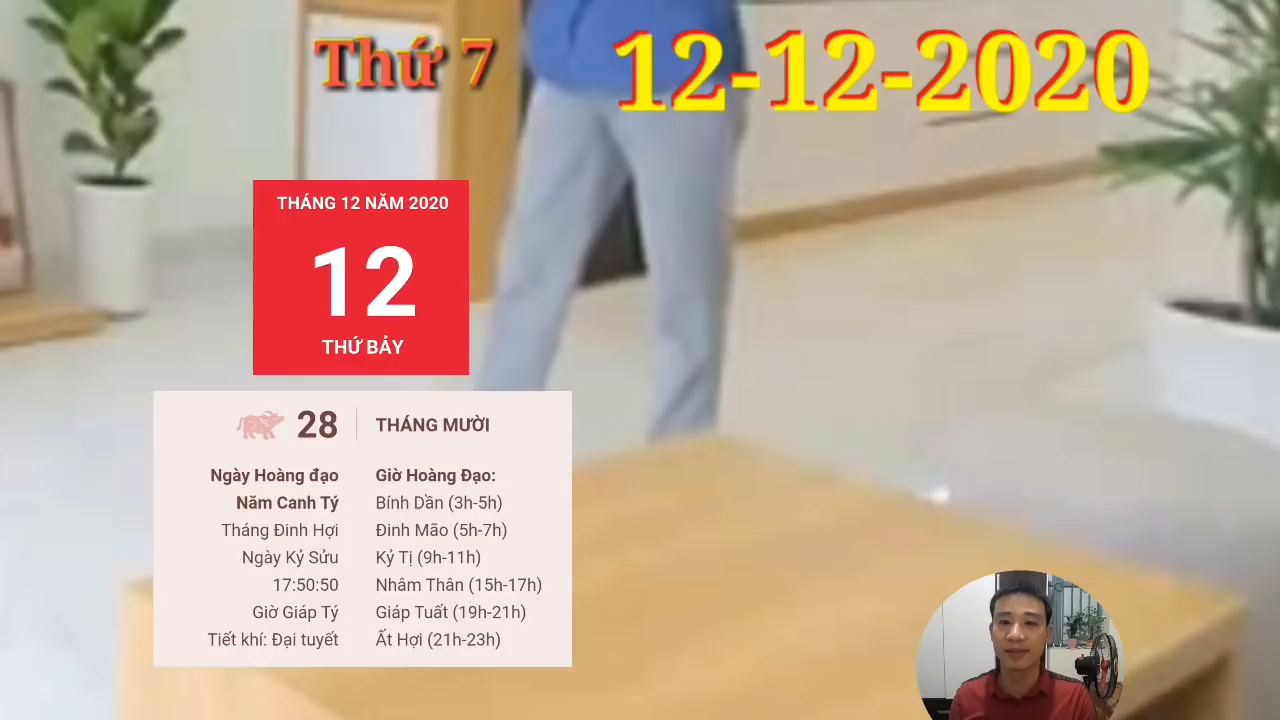 Thứ 7
12-12-2020
THÁNG 12 NĂM 2020
12
THỨ BẢY
28
THÁNG MƯỜI
Ngày Hoàng đạo
Năm Canh Tý
Tháng Đinh Hợi
Ngày Kỷ Sửu
17:50:50
Giờ Giáp Tý
Tiết khí: Đại tuyết
Giờ Hoàng Đạo:
Bính Dần (3h-5h)
Đinh Mão (5h-7h)
Kỷ Tị (9h-11h)
Nhâm Thân (15h-17h)
Giáp Tuất (19h-21h)
Ất Hợi (21h-23h)